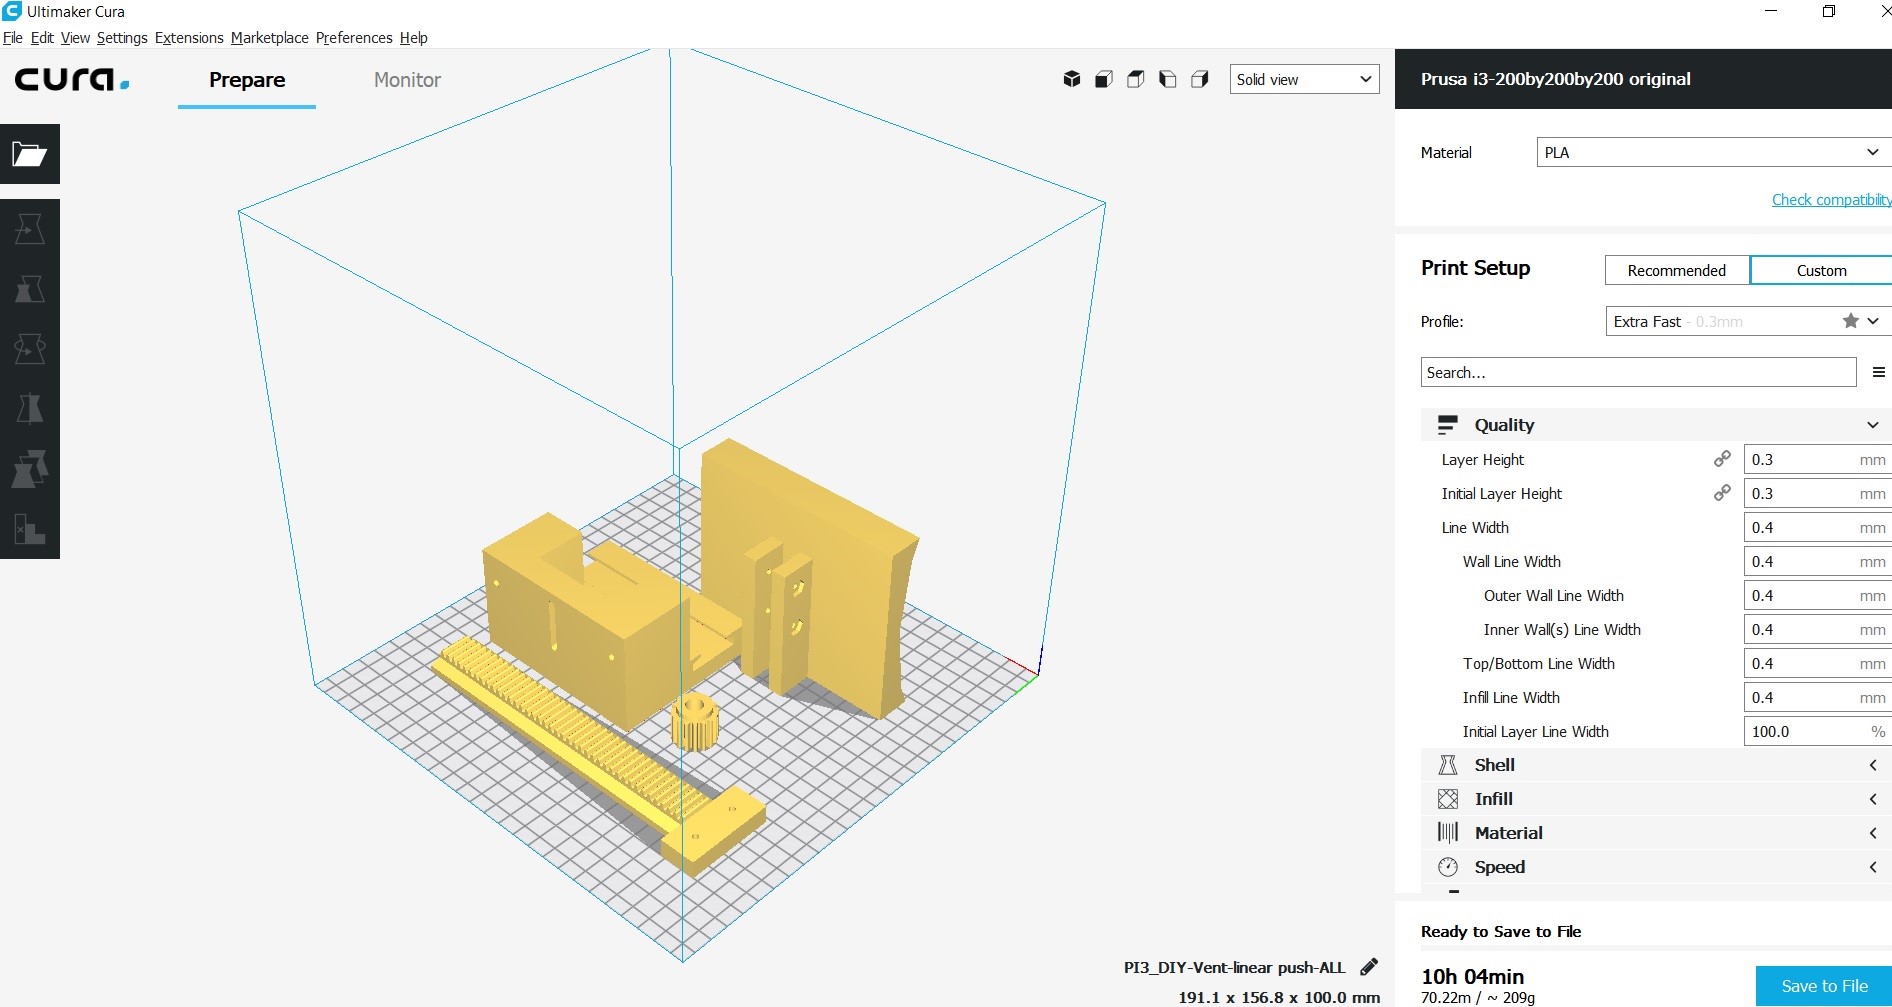 Ultimaker Cura
File Edit View Settings Extensions Marketplace Preferences Help
cura.
Prepare
Monitor
Solid view
Prusa i3-200by200by200 original
Material
PLA
Check compatibility
Print Setup
Recommended
Custom
Profile:
Extra Fast - 0.3mm
Search...
Quality
Layer Height
0.3 mm
Initial Layer Height
0.3 mm
Line Width
0.4 mm
Wall Line Width
0.4 mm
Outer Wall Line Width
0.4 mm
Inner Wall(s) Line Width
0.4 mm
Top/Bottom Line Width
0.4 mm
Infill Line Width
0.4 mm
Initial Layer Line Width
100.0 %
Shell
Infill
Material
Speed
Ready to Save to File
10h 04min
70.22m / ~ 209g
Save to File
PI3_DIY-Vent-linear push-ALL
191.1 x 156.8 x 100.0 mm